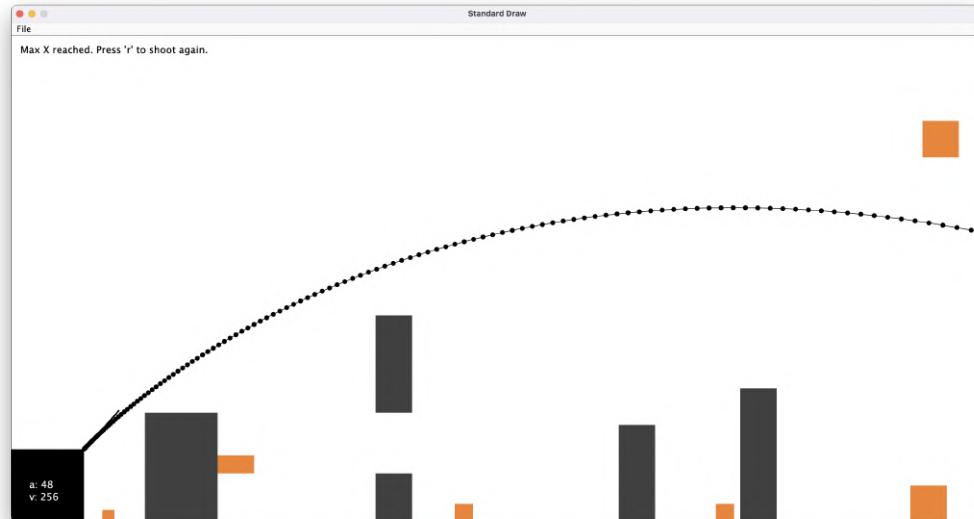 Standard Draw
File
Max X reached. Press 'r' to shoot again.
a: 48
v: 256